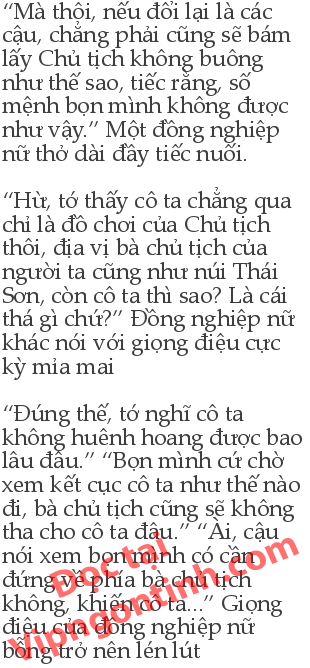 “Mà thội, nếu đổi lại là các
cậu, chẳng phải cũng sẽ bám
lấy Chủ tịch không buông
như thế sao, tiếc rằng, số
mệnh bọn mình không được
như vậy.” Một đồng nghiệp
nữ thở dài đầy tiếc nuối.
“Hừ, tớ thấy cô ta chẳng qua
chỉ là đồ chơi của Chủ tịch
thôi, địa vị bà chủ tịch của
người ta cũng như núi Thái
Sơn, còn cô ta thì sao? Là cái
thá gì chứ?” Đồng nghiệp nữ
khác nói với giọng điệu cực
kỳ mỉa mai
“Đúng thế, tớ nghĩ cô ta
không huênh hoang được bao
lâu đâu.” “Bọn mình cứ chờ
xem kết cục cô ta như thế nào
đi, bà chủ tịch cũng sẽ không
tha cho cô ta đâu.” “Ài, cậu
nói xem bọn mình có cần
đứng về phía bà chủ tịch
không, khiến cô ta...” Giọng
điệu của đồng nghiệp nữ
bỗng trở nên lén lút
Đọc tại
Vipngontinh.com